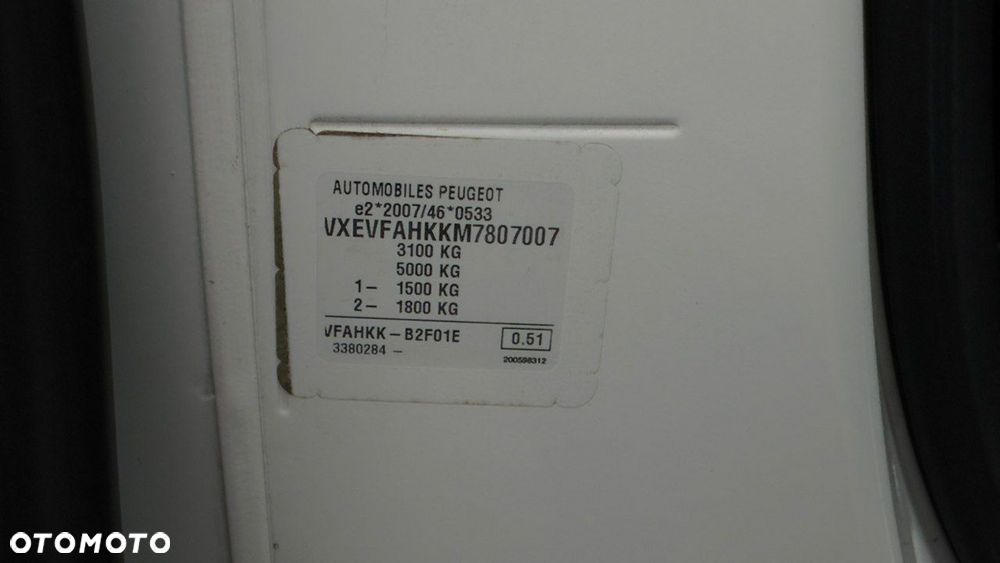 AUTOMOBILES PEUGEOT
e2*2007/46*0533
VXEVFAHKKM7807007
3100 KG
5000 KG
1- 1500 KG
2- 1800 KG
VFAHKK-B2F01E 0.51
3380284 - 200598312
OTOMOTO